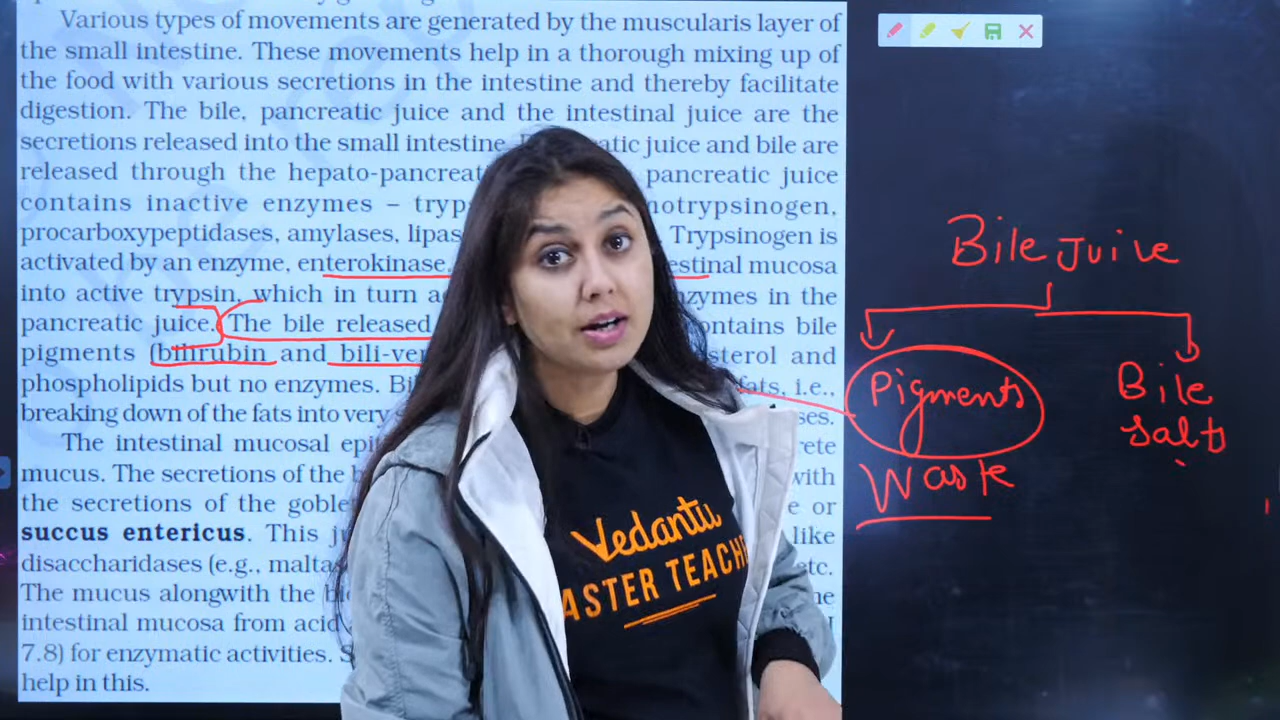 Various types of movements are generated by the muscularis layer of
the small intestine. These movements help in a thorough mixing up of
the food with various secretions in the intestine and thereby facilitate
digestion. The bile, pancreatic juice and the intestinal juice are the
secretions released into the small intestine. atic juice and bile are
released through the hepato-pancreat pancreatic juice
contains inactive enzymes – tryp notrypsinogen,
procarboxypeptidases, amylases, lipas Trypsinogen is
activated by an enzyme, enterokinase, estinal mucosa
into active trypsin, which in turn a nzymes in the
pancreatic juice. The bile released ontains bile
pigments (bilirubin and bili-ver sterol and
phospholipids but no enzymes. Bi fats, i.e.,
breaking down of the fats into very s ses.
The intestinal mucosal epi rete
mucus. The secretions of the b with
the secretions of the goble e or
succus entericus. This ju like
disaccharidases (e.g., malta etc.
The mucus alongwith the bi he
intestinal mucosa from acid
7.8) for enzymatic activities. S
help in this.
Bile Juice
Pigments
Waste
Bile
Salts
Vedantu
ASTER TEACH